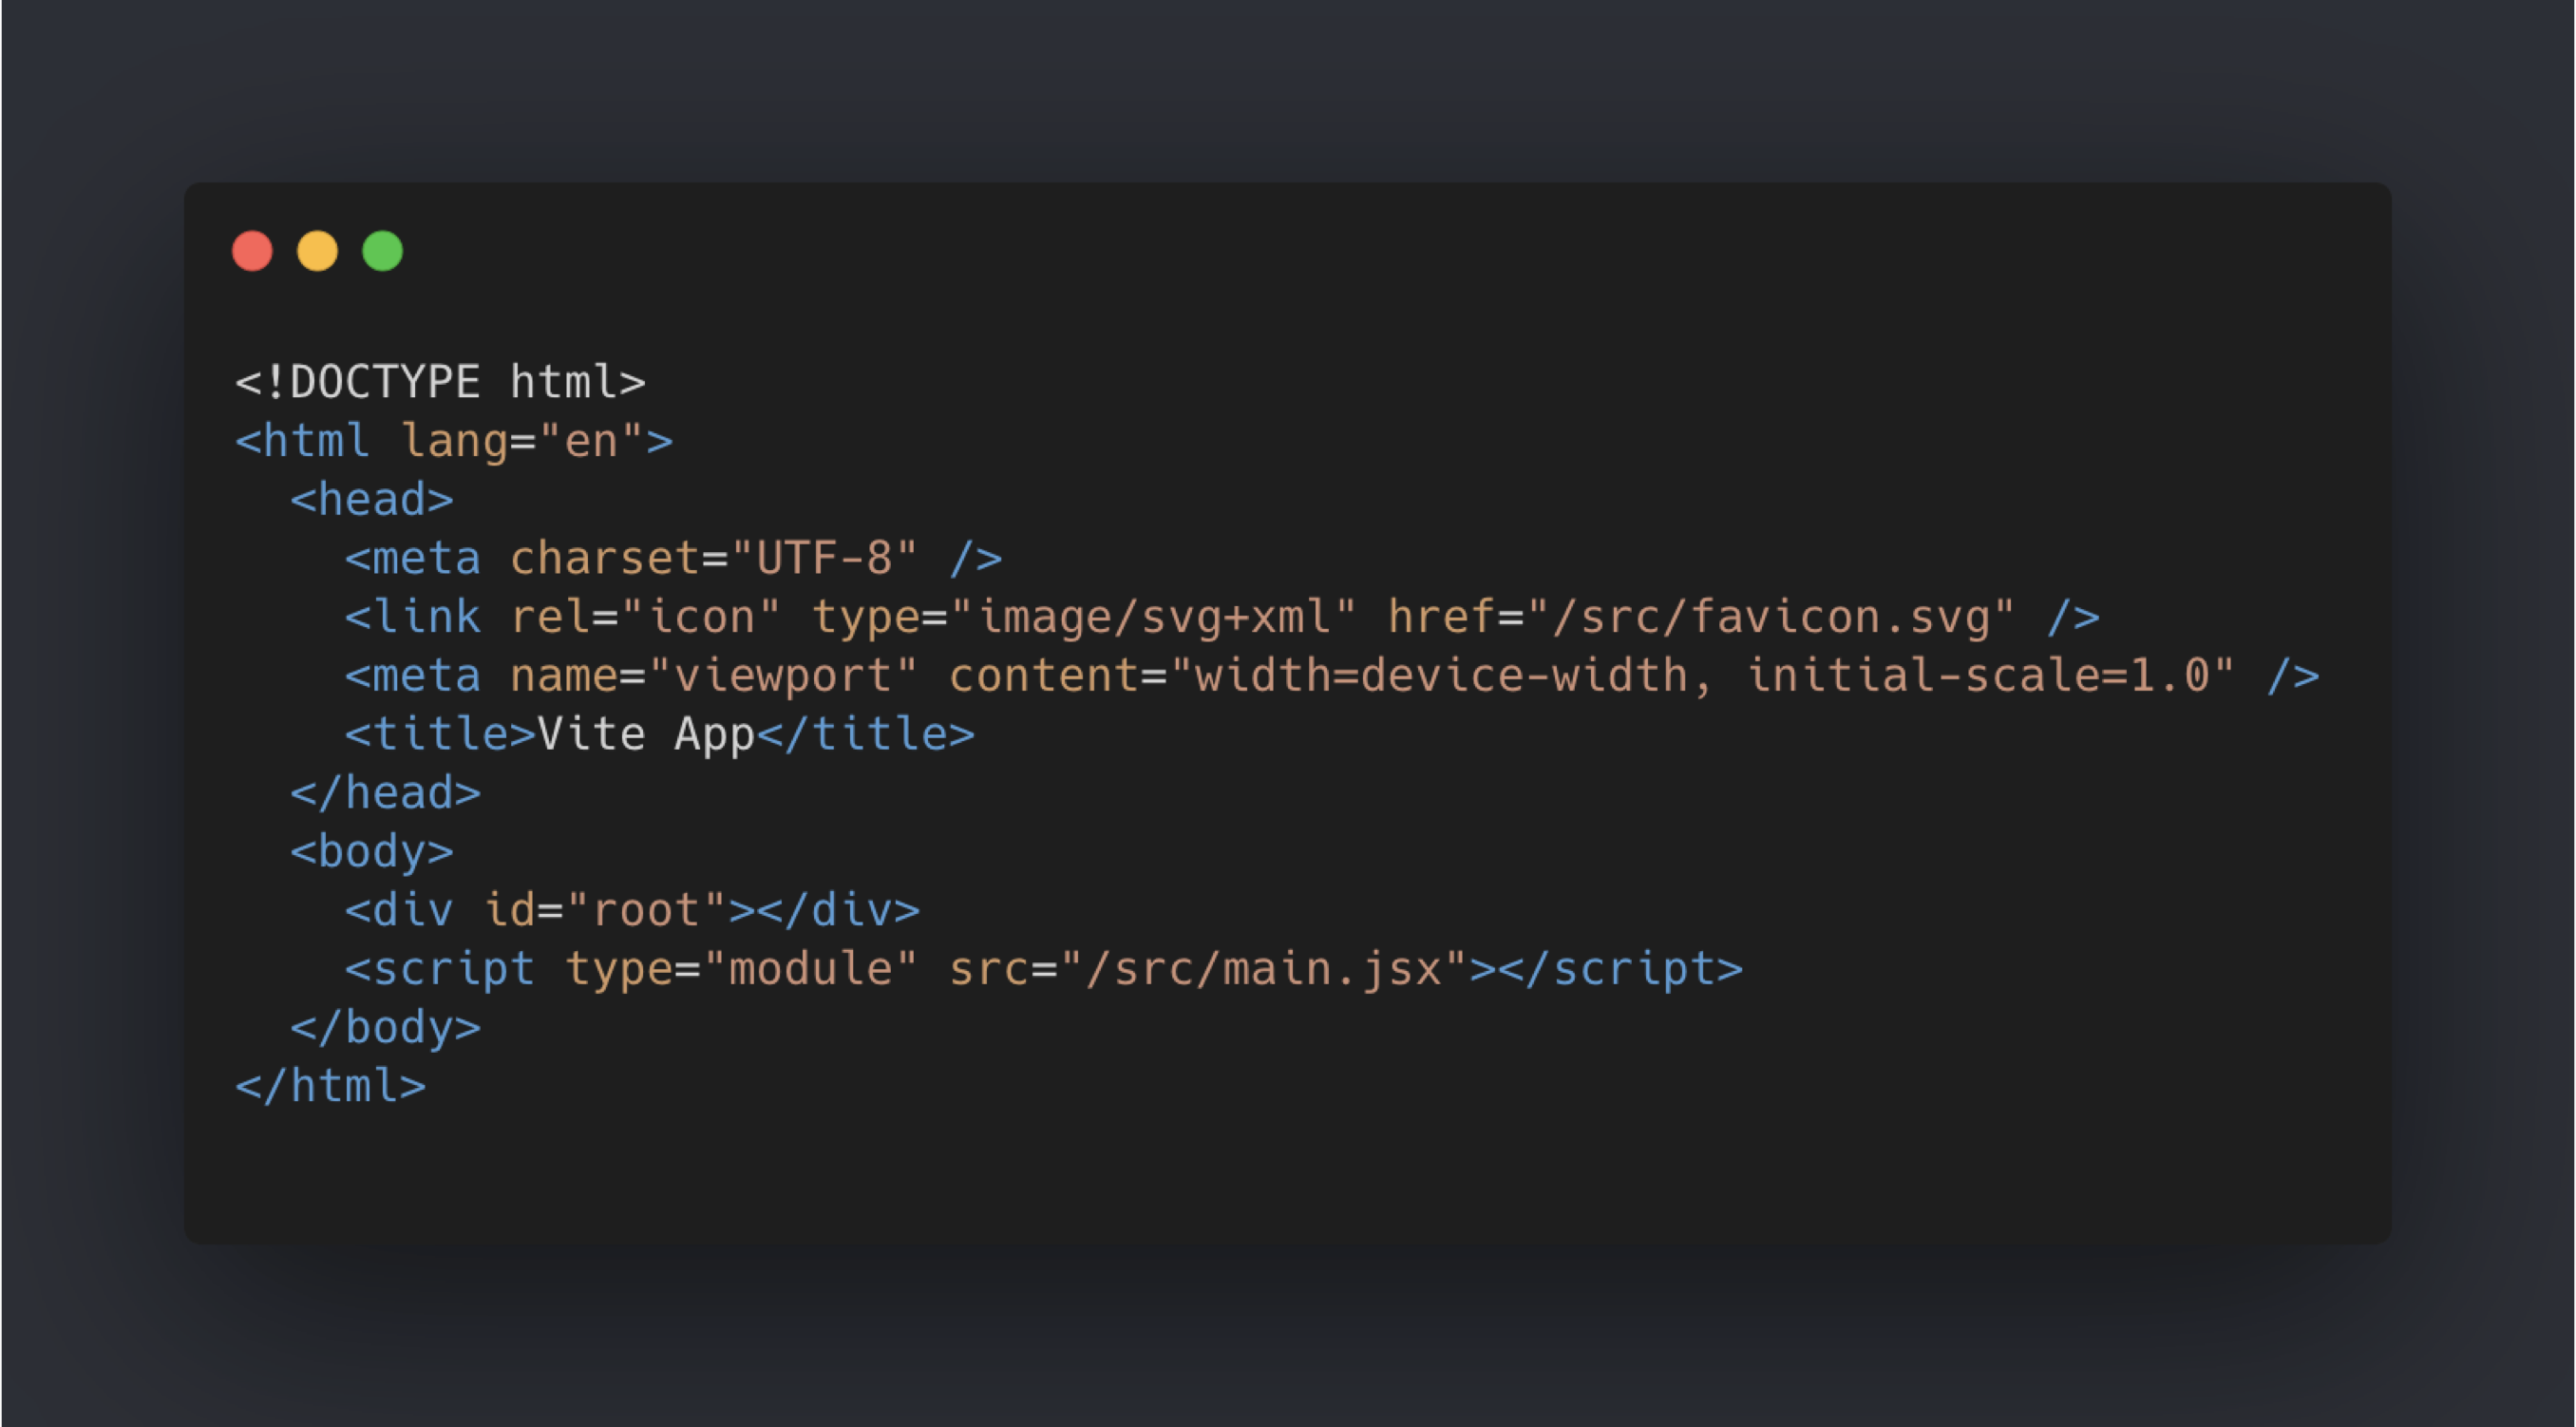 <!DOCTYPE html>
<html lang="en">
  <head>
    <meta charset="UTF-8" />
    <link rel="icon" type="image/svg+xml" href="/src/favicon.svg" />
    <meta name="viewport" content="width=device-width, initial-scale=1.0" />
    <title>Vite App</title>
  </head>
  <body>
    <div id="root"></div>
    <script type="module" src="/src/main.jsx"></script>
  </body>
</html>